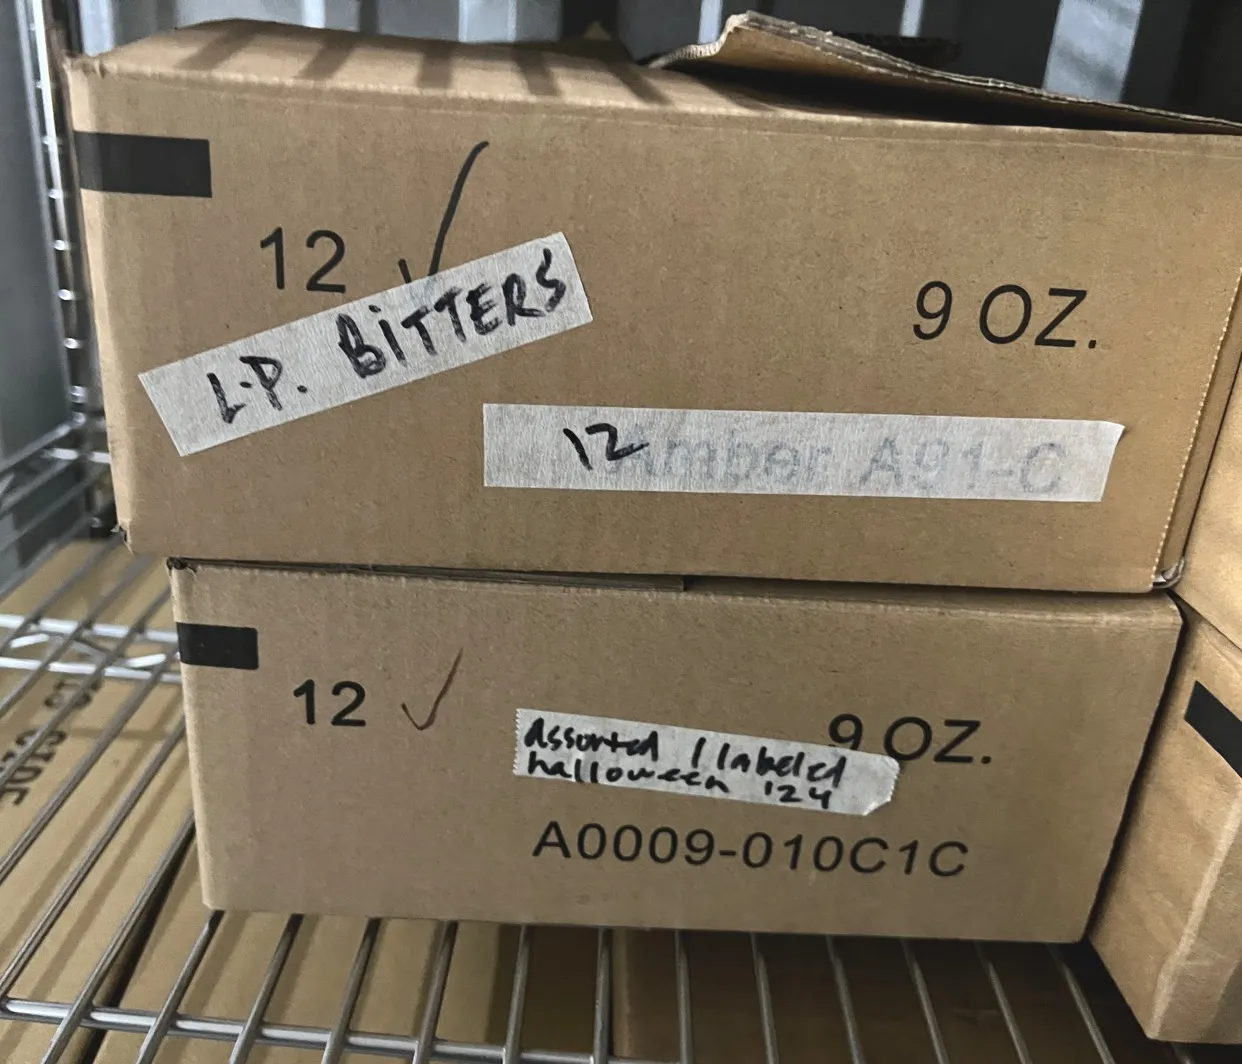 12
9 OZ.
L.P. BiTTERS
12 Amber A91-C
12
9 OZ.
Assorted / labeled
halloween '24
A0009-010C1C